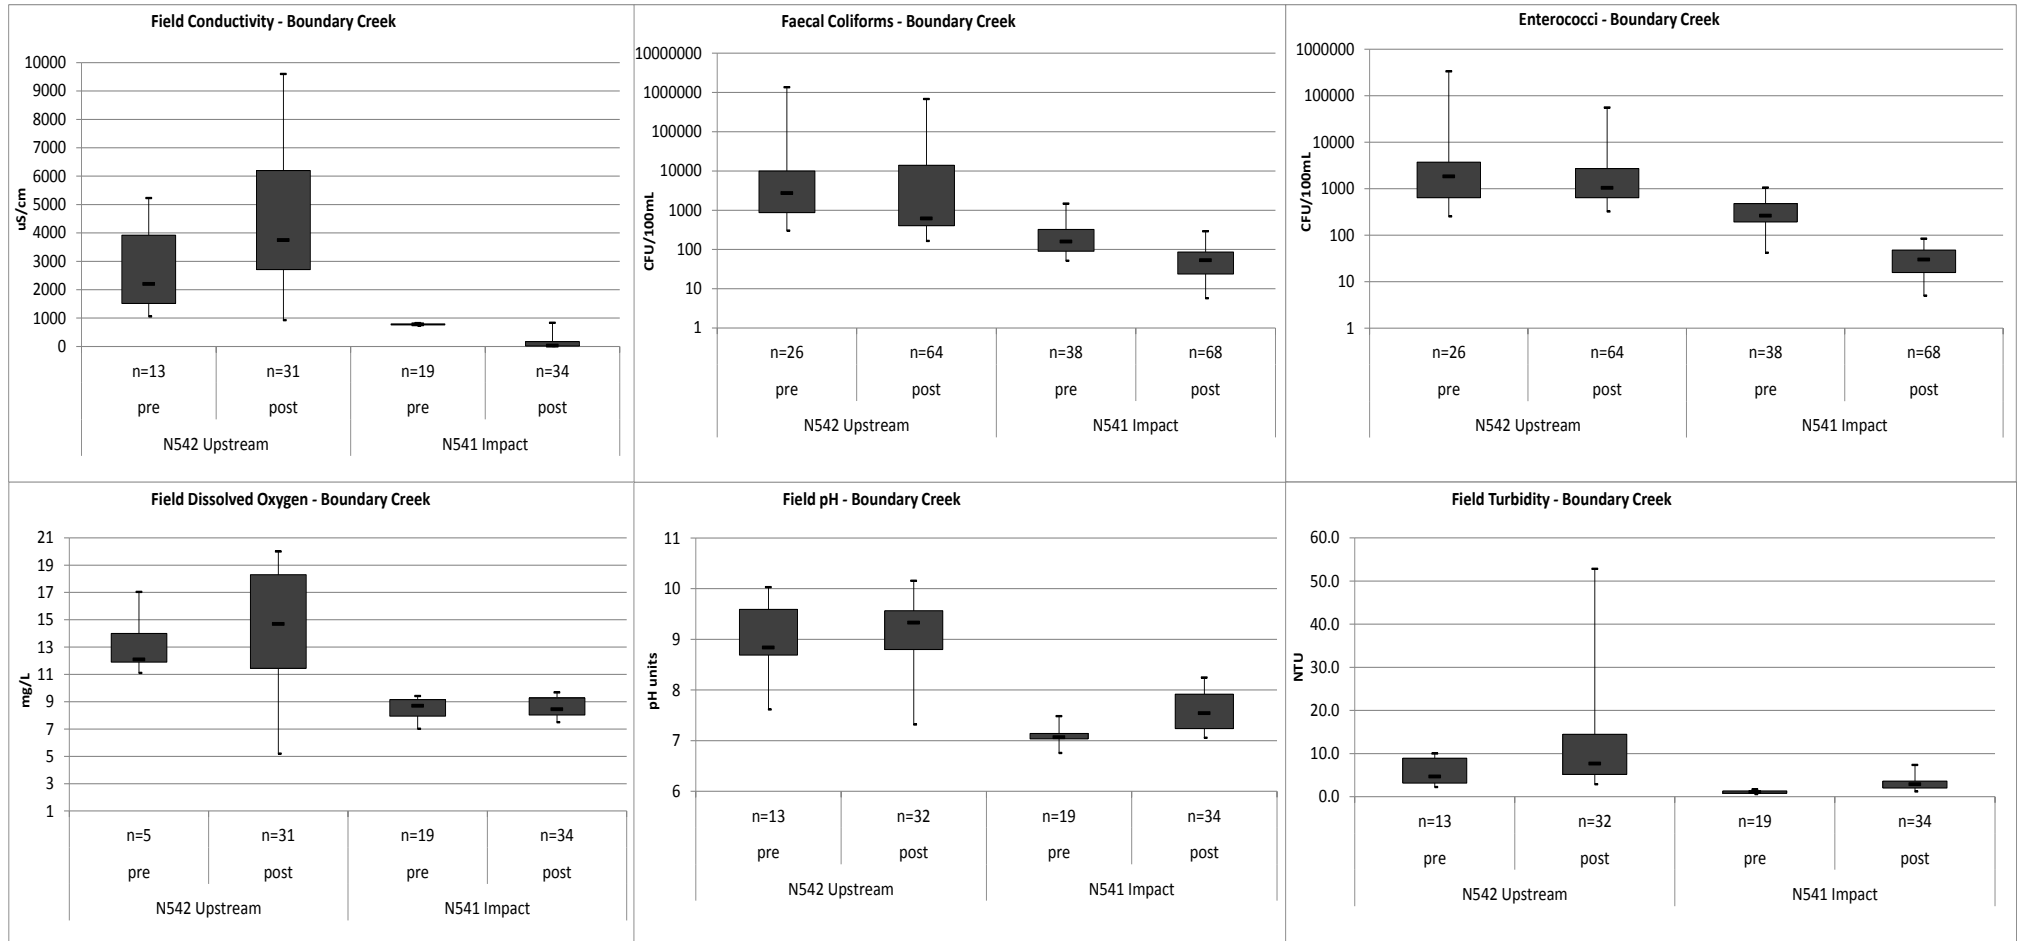 Field Conductivity - Boundary Creek
uS/cm
10000
9000
8000
7000
6000
5000
4000
3000
2000
1000
0
n=13 n=31 n=19 n=34
pre post pre post
N542 Upstream N541 Impact
Faecal Coliforms - Boundary Creek
CFU/100mL
10000000
1000000
100000
10000
1000
100
10
1
n=26 n=64 n=38 n=68
pre post pre post
N542 Upstream N541 Impact
Enterococci - Boundary Creek
CFU/100mL
1000000
100000
10000
1000
100
10
1
n=26 n=64 n=38 n=68
pre post pre post
N542 Upstream N541 Impact
Field Dissolved Oxygen - Boundary Creek
mg/L
21
19
17
15
13
11
9
7
5
3
1
n=5 n=31 n=19 n=34
pre post pre post
N542 Upstream N541 Impact
Field pH - Boundary Creek
pH units
11
10
9
8
7
6
n=13 n=32 n=19 n=34
pre post pre post
N542 Upstream N541 Impact
Field Turbidity - Boundary Creek
NTU
60.0
50.0
40.0
30.0
20.0
10.0
0.0
n=13 n=32 n=19 n=34
pre post pre post
N542 Upstream N541 Impact